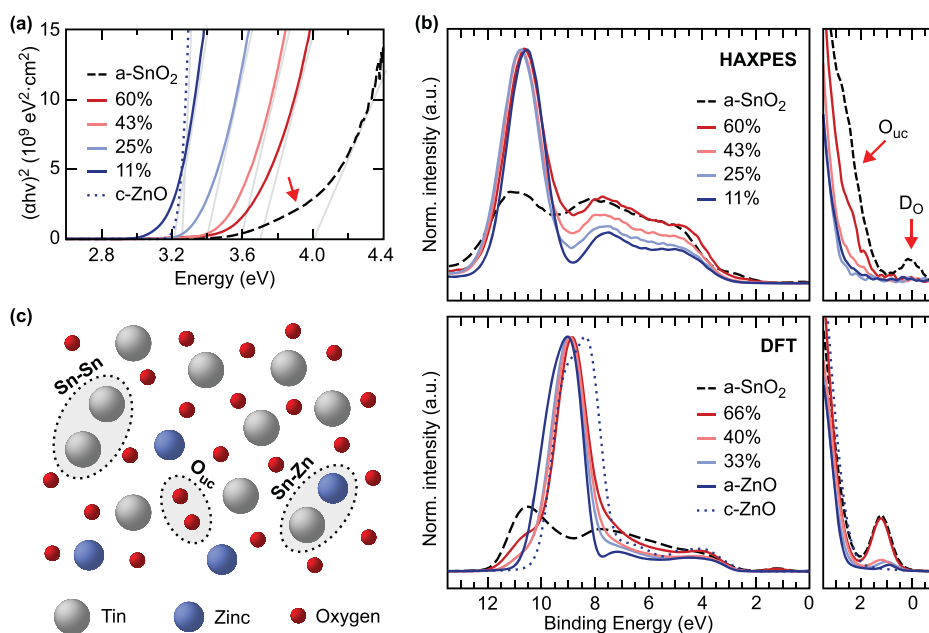 (a)
(dhν)² (10⁹ eV²·cm²)
15
10
5
0
a-SnO₂
60%
43%
25%
11%
c-ZnO
2.8
3.2
3.6
4.0
4.4
Energy (eV)
(b)
Norm. intensity (a.u.)
HAXPES
a-SnO₂
60%
43%
25%
11%
O_uc
D_O
Norm. intensity (a.u.)
DFT
a-SnO₂
66%
40%
33%
a-ZnO
c-ZnO
12
10
8
6
4
2
0
2
0
Binding Energy (eV)
(c)
Sn-Sn
O_uc
Sn-Zn
Tin
Zinc
Oxygen